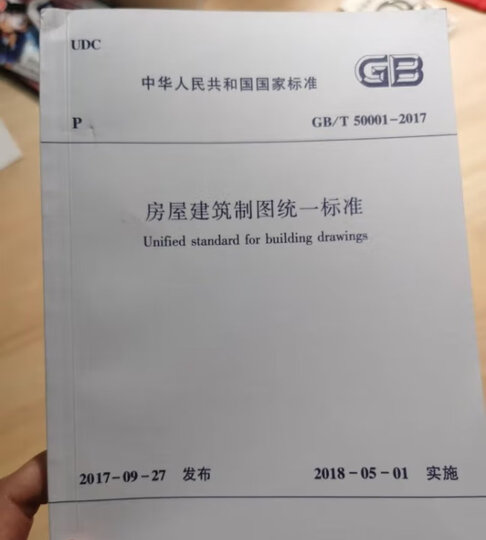 UDC
中华人民共和国国家标准 GB
P GB/T 50001-2017
房屋建筑制图统一标准
Unified standard for building drawings
2017-09-27 发布 2018-05-01 实施